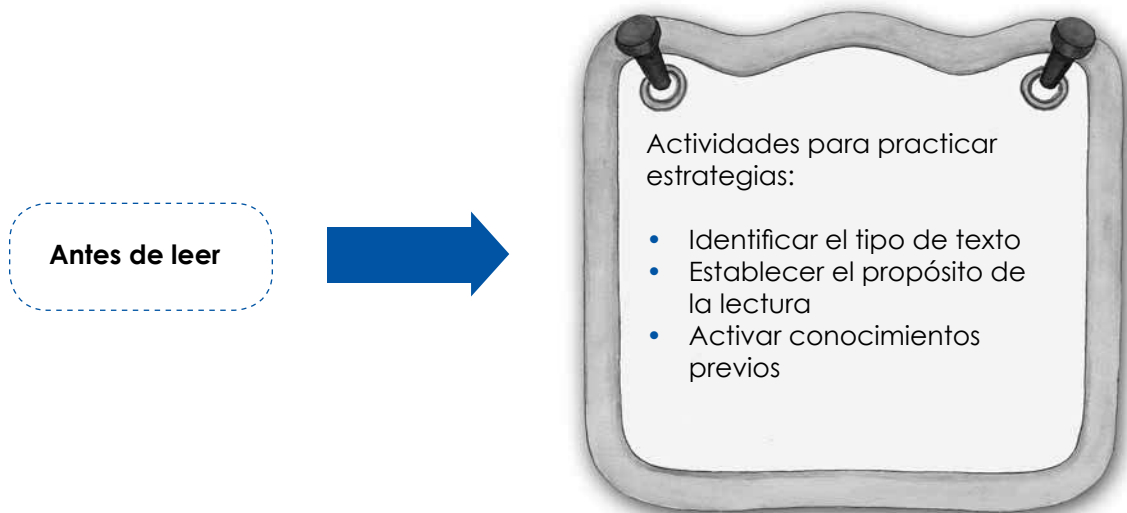 Antes de leer
Actividades para practicar
estrategias:
• Identificar el tipo de texto
• Establecer el propósito de
la lectura
• Activar conocimientos
previos